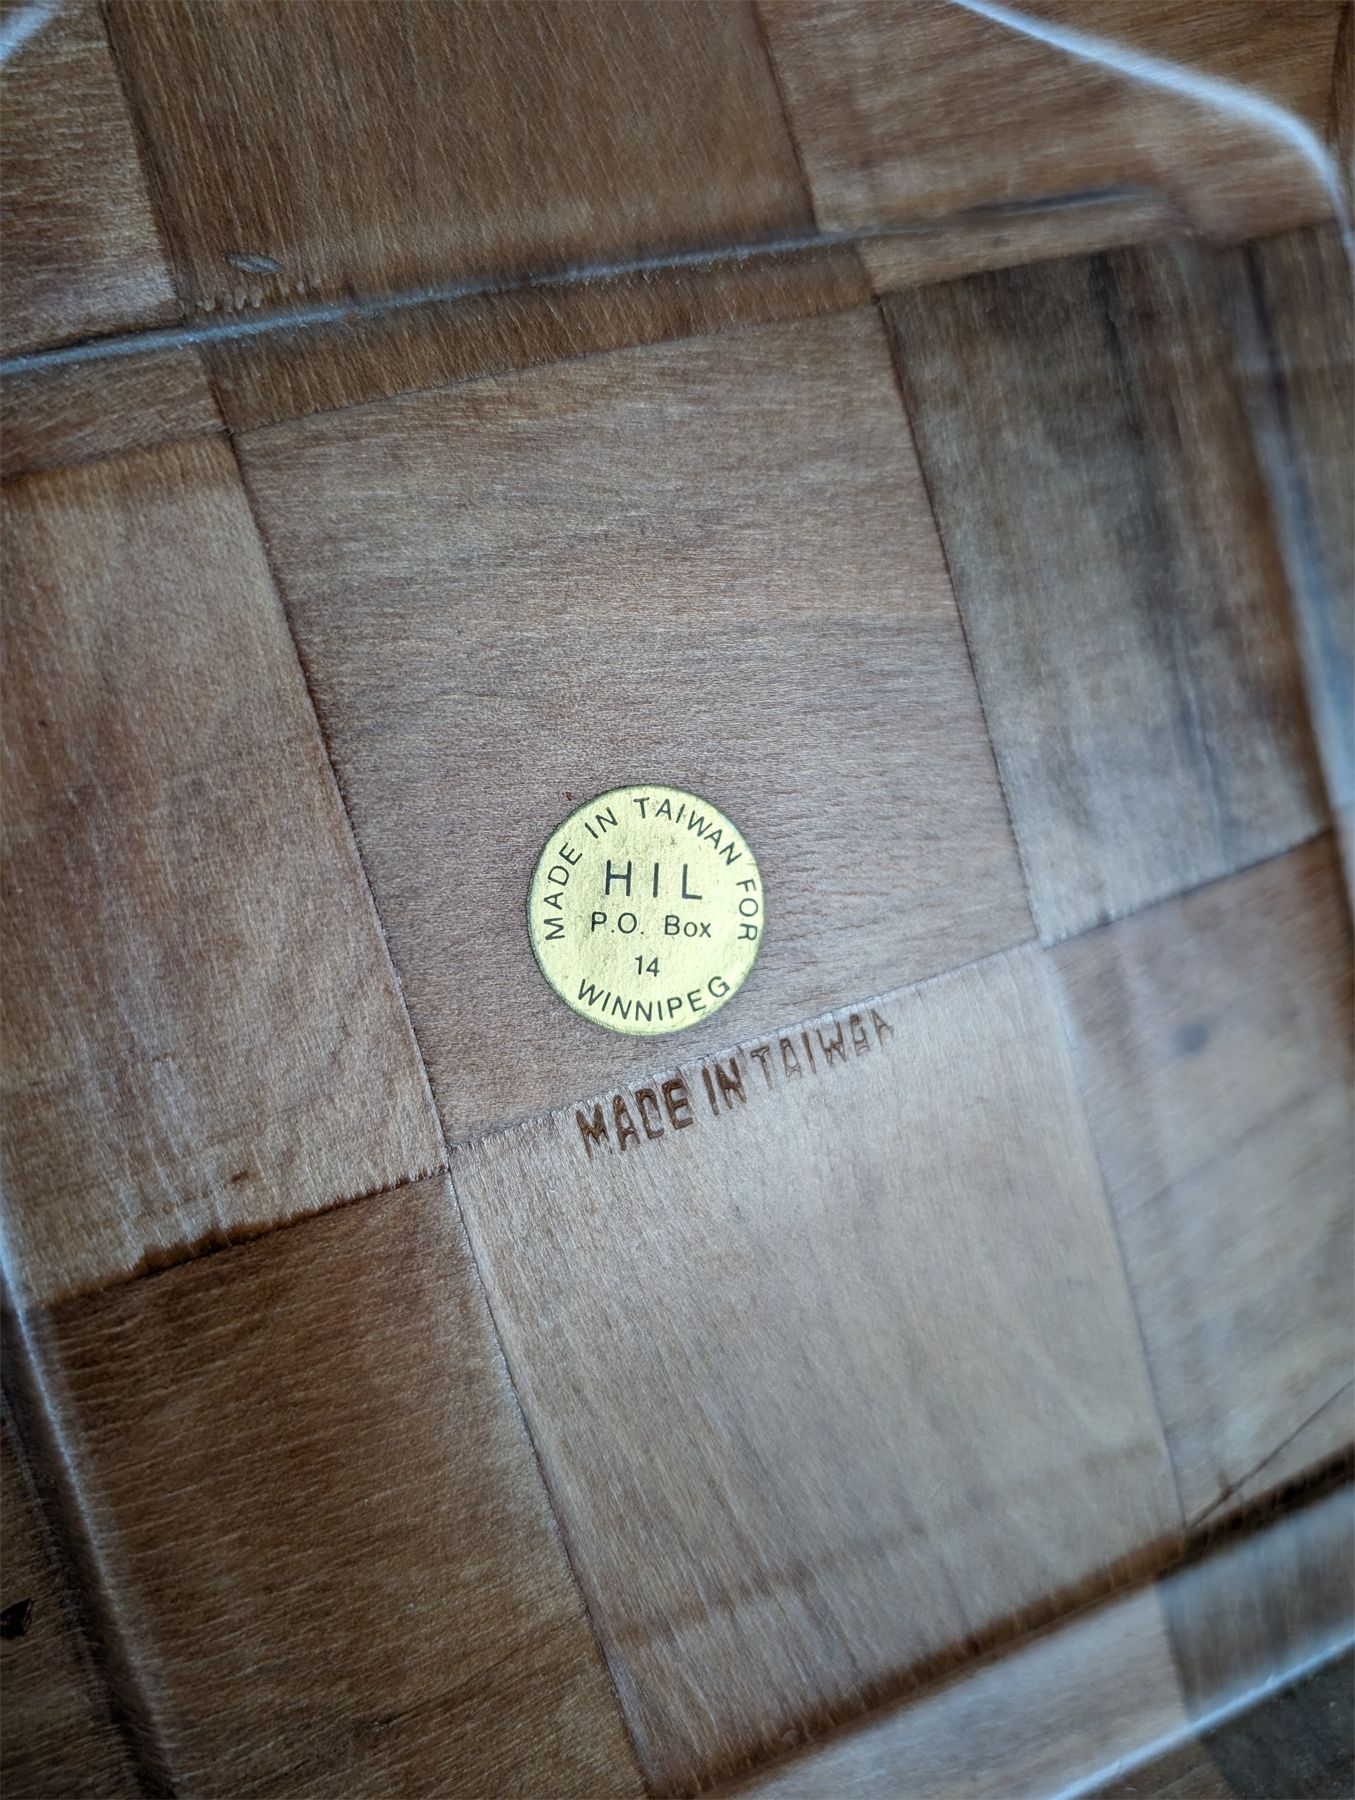 MADE IN TAIWAN FOR
HIL
P.O. Box
14
WINNIPEG
MADE IN TAIWAN